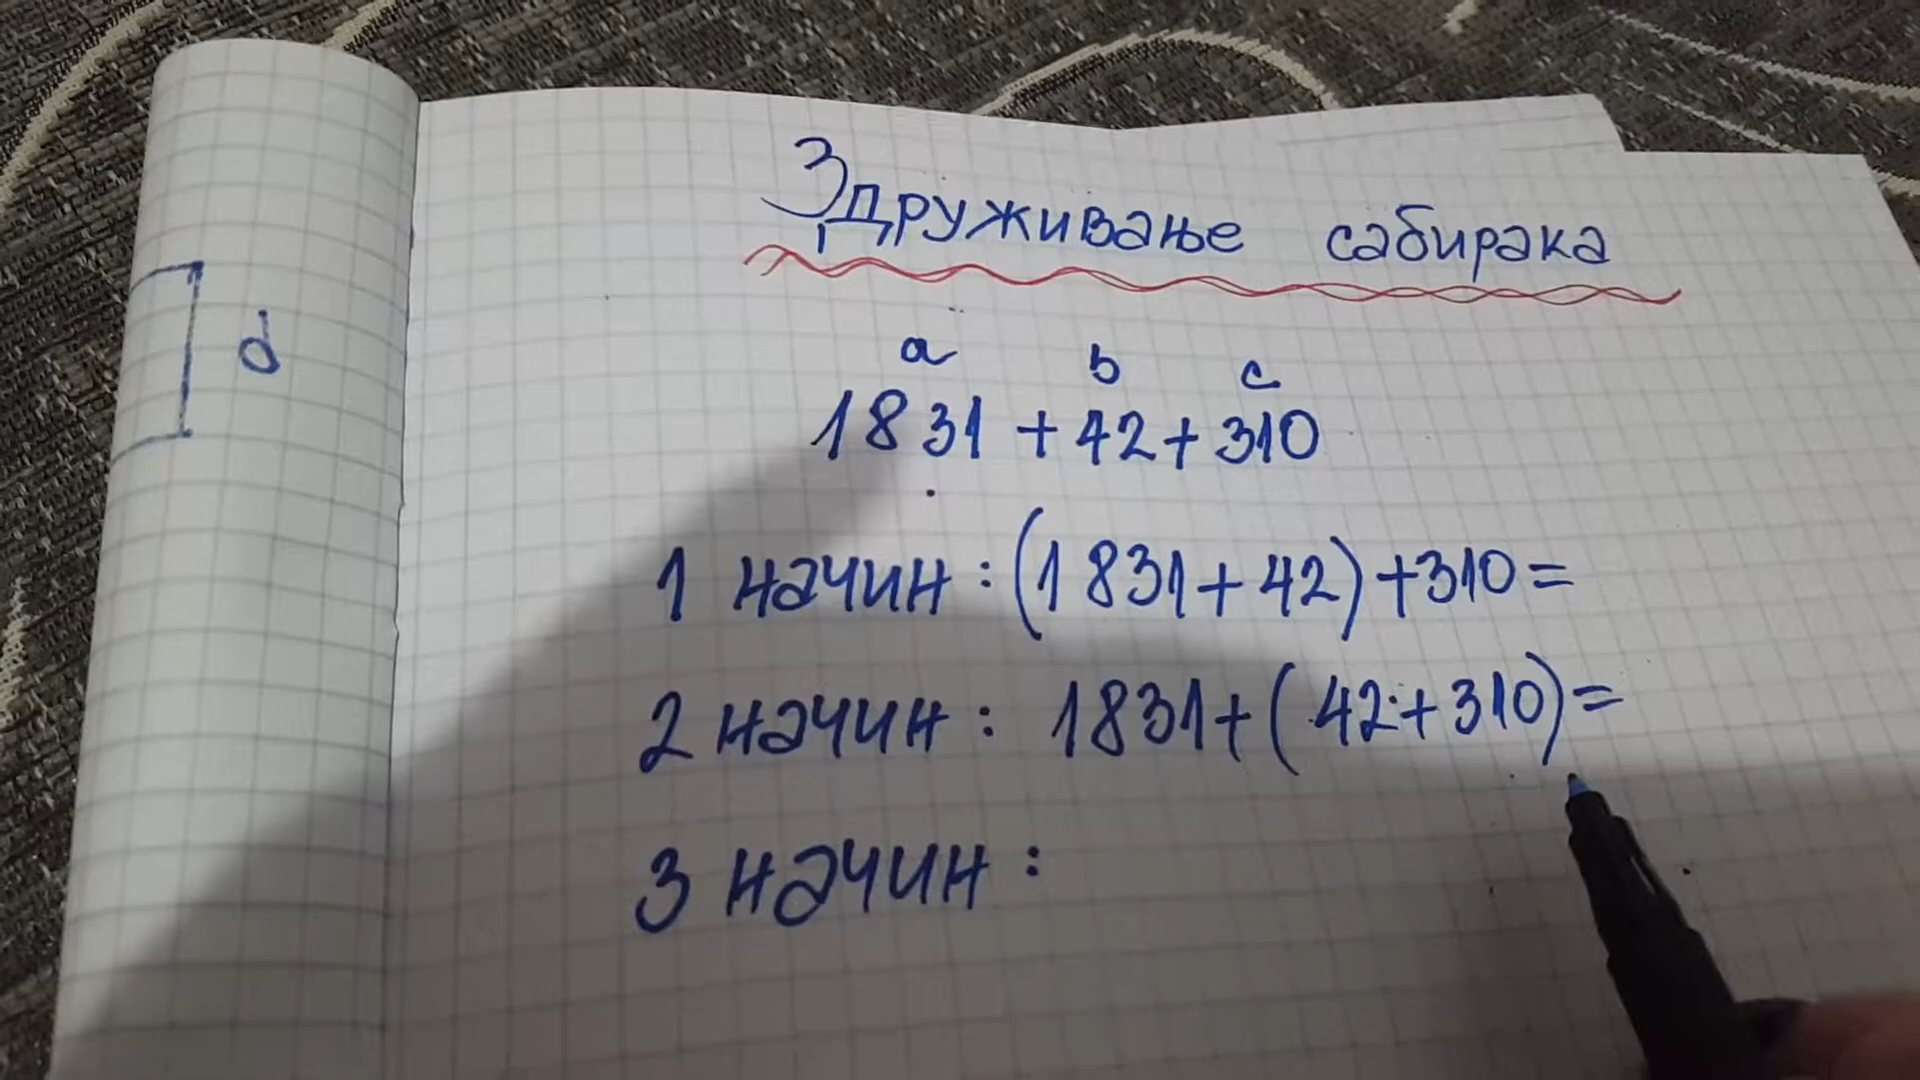 Здруживање сабирака
a b c
1831 + 42 + 310
1 начин : (1831 + 42) + 310 =
2 начин : 1831 + (42 + 310) =
3 начин :